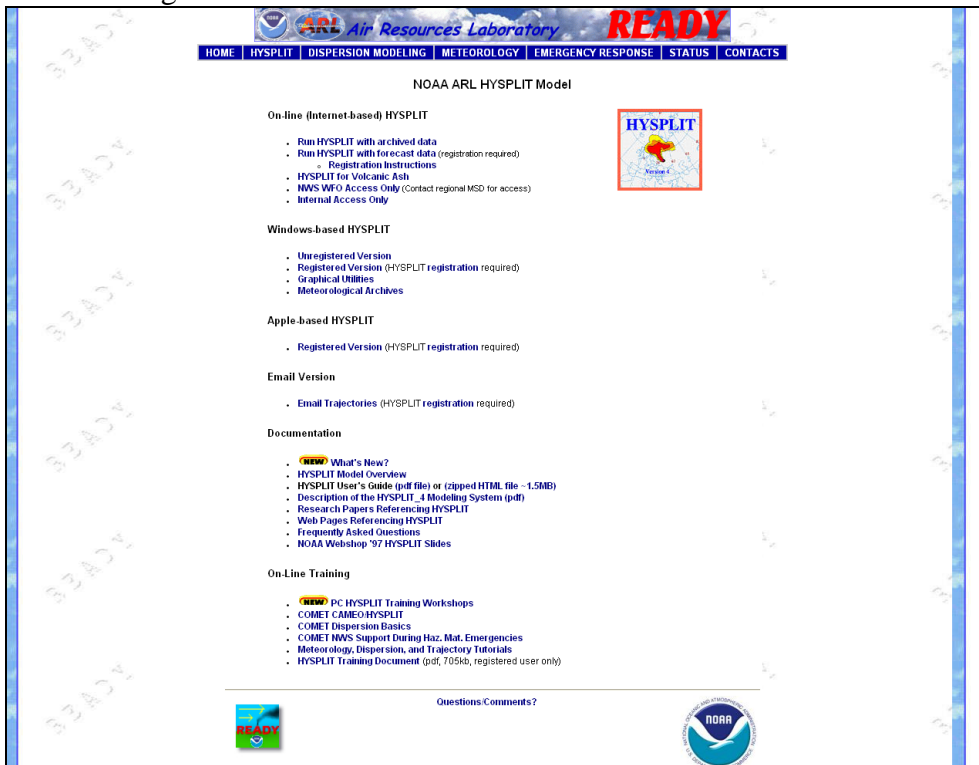 ARL Air Resources Laboratory READY
HOME HYSPLIT DISPERSION MODELING METEOROLOGY EMERGENCY RESPONSE STATUS CONTACTS
NOAA ARL HYSPLIT Model
On-line (Internet-based) HYSPLIT
HYSPLIT
Version 4
Run HYSPLIT with archived data
Run HYSPLIT with forecast data (registration required)
Registration Instructions
HYSPLIT for Volcanic Ash
NWS WFO Access Only (Contact regional MSD for access)
Internal Access Only
Windows-based HYSPLIT
Unregistered Version
Registered Version (HYSPLIT registration required)
Graphical Utilities
Meteorological Archives
Apple-based HYSPLIT
Registered Version (HYSPLIT registration required)
Email Version
Email Trajectories (HYSPLIT registration required)
Documentation
NEW What's New?
HYSPLIT Model Overview
HYSPLIT User's Guide (pdf file) or (zipped HTML file ~1.5MB)
Description of the HYSPLIT_4 Modeling System (pdf)
Research Papers Referencing HYSPLIT
Web Pages Referencing HYSPLIT
Frequently Asked Questions
NOAA Webshop '97 HYSPLIT Slides
On-Line Training
NEW PC HYSPLIT Training Workshops
COMET CAMEO/HYSPLIT
COMET Dispersion Basics
COMET NWS Support During Haz. Mat. Emergencies
Meteorology, Dispersion, and Trajectory Tutorials
HYSPLIT Training Document (pdf, 705kb, registered user only)
Questions/Comments?
READY
NOAA